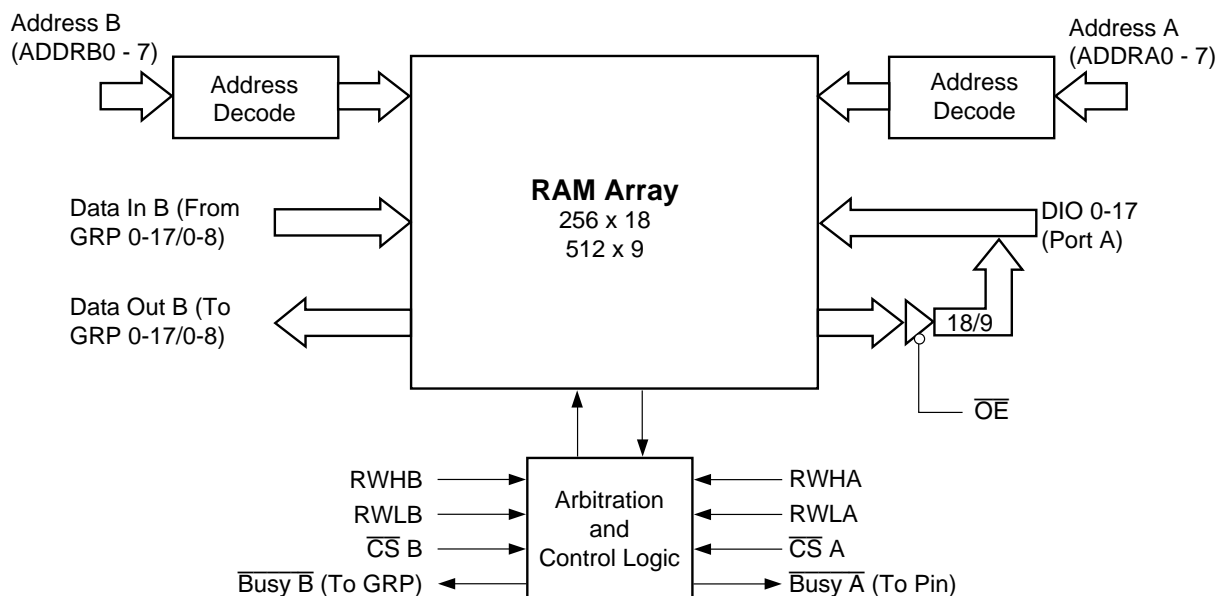 Address B
(ADDRB0 - 7)
Address
Decode
Address A
(ADDRA0 - 7)
Address
Decode
RAM Array
256 x 18
512 x 9
Data In B (From
GRP 0-17/0-8)
DIO 0-17
(Port A)
Data Out B (To
GRP 0-17/0-8)
18/9
OE
RWHB
RWLB
CS B
Busy B (To GRP)
Arbitration
and
Control Logic
RWHA
RWLA
CS A
Busy A (To Pin)